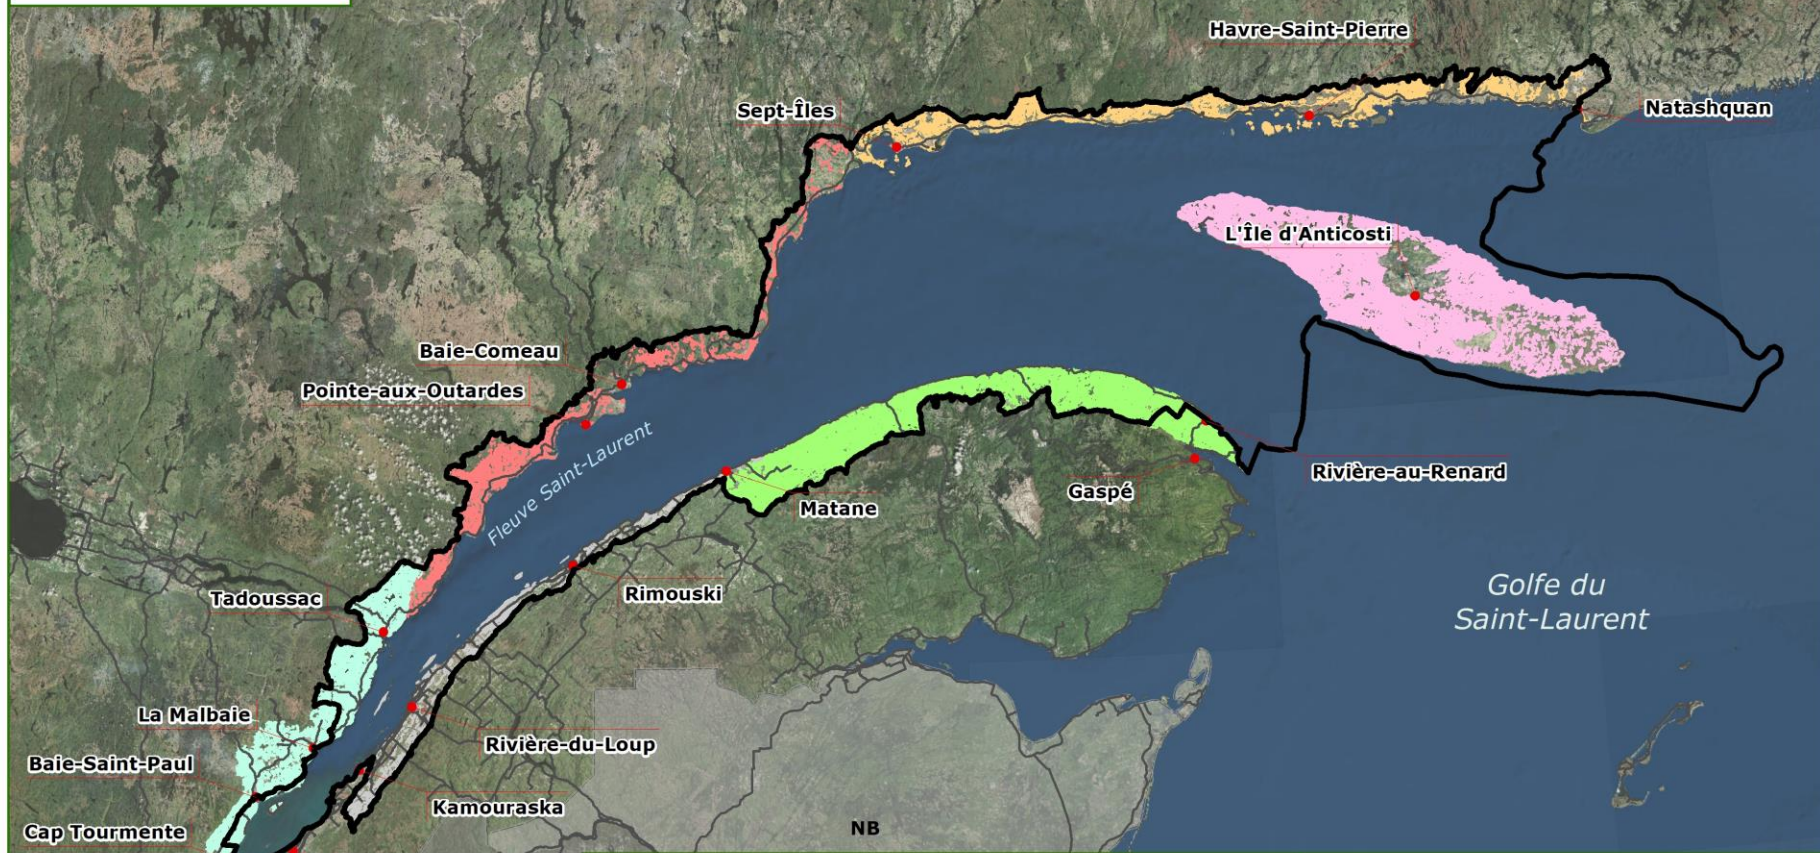 Havre-Saint-Pierre
Sept-Îles
Natashquan
L'Île d'Anticosti
Baie-Comeau
Pointe-aux-Outardes
Fleuve Saint-Laurent
Rivière-au-Renard
Gaspé
Matane
Golfe du
Saint-Laurent
Tadoussac
Rimouski
La Malbaie
Rivière-du-Loup
Baie-Saint-Paul
Kamouraska
Cap Tourmente
NB